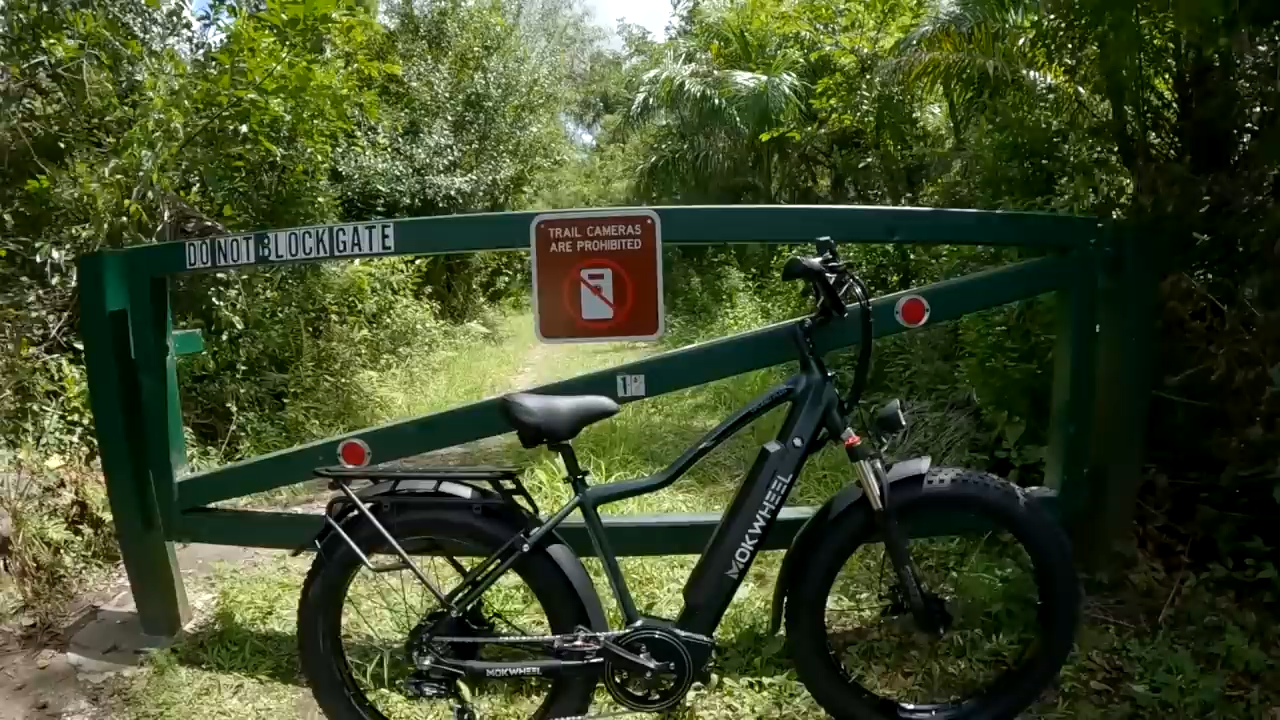 DO NOT BLOCK GATE
TRAIL CAMERAS
ARE PROHIBITED
MOKWHEEL
MOKWHEEL